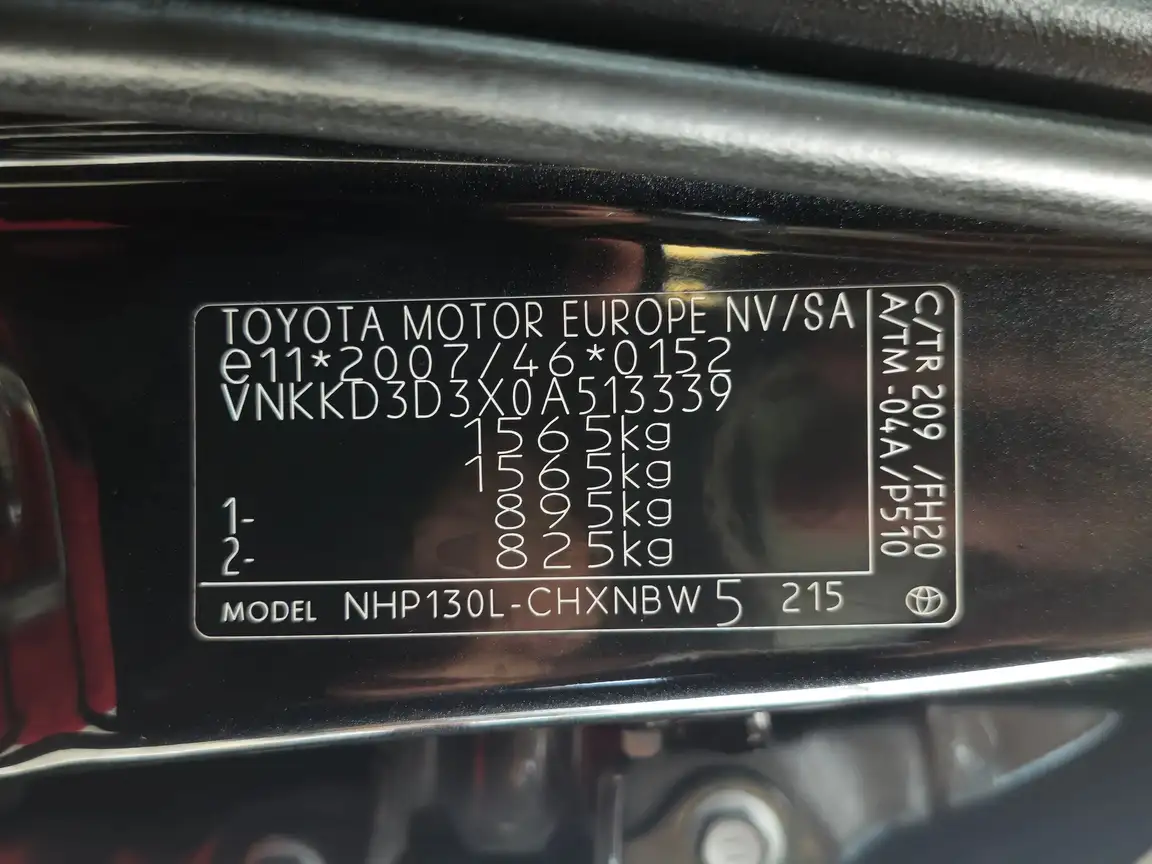 TOYOTA MOTOR EUROPE NV/SA
e11*2007/46*0152
VNKKD3D3X0A513339
1565kg
1565kg
1- 895kg
2- 825kg
MODEL NHP130L-CHXNBW 5 215
C/TR 209 /FH20
A/TM -04A/P510